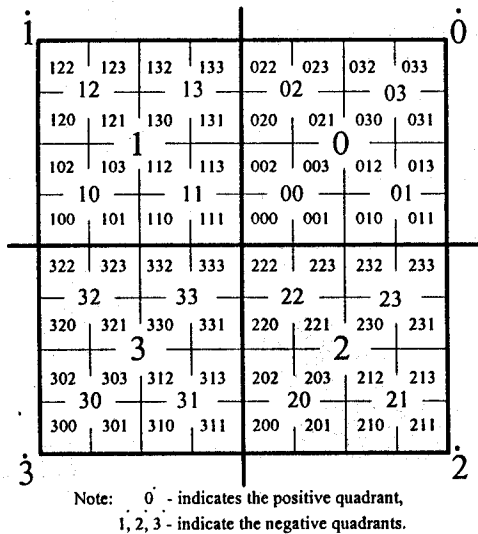 1̇ 0̇
122 123 132 133 022 023 032 033
12 13 02 03
120 121 130 131 020 021 030 031
1 0
102 103 112 113 002 003 012 013
10 11 00 01
100 101 110 111 000 001 010 011
322 323 332 333 222 223 232 233
32 33 22 23
320 321 330 331 220 221 230 231
3 2
302 303 312 313 202 203 212 213
30 31 20 21
300 301 310 311 200 201 210 211
3̇ 2̇
Note: 0̇ - indicates the positive quadrant,
1̇, 2̇, 3̇ - indicate the negative quadrants.